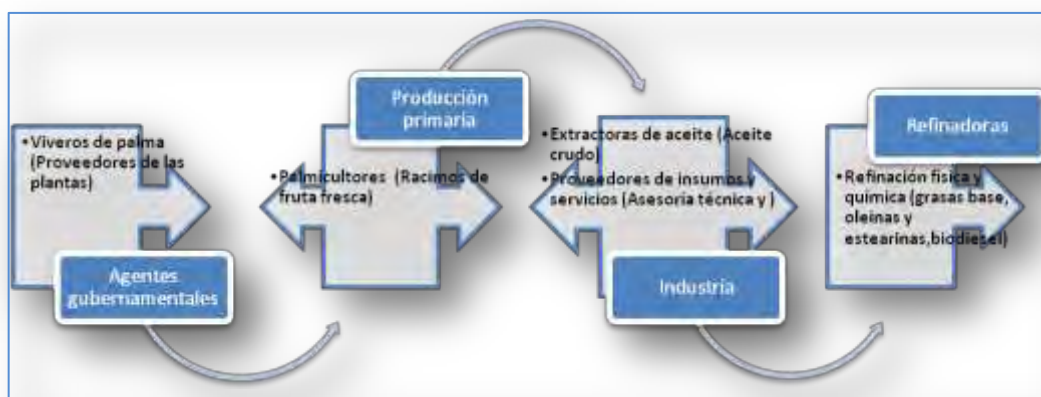 •Viveros de palma
(Proveedores de las
plantas)
Agentes
gubernamentales
Producción
primaria
•Palmicultores (Racimos de
fruta fresca)
•Extractoras de aceite (Aceite
crudo)
•Proveedores de insumos y
servicios (Asesoría técnica y )
Industria
Refinadoras
•Refinación física y
química (grasas base,
oleinas y
estearinas,biodiesel)